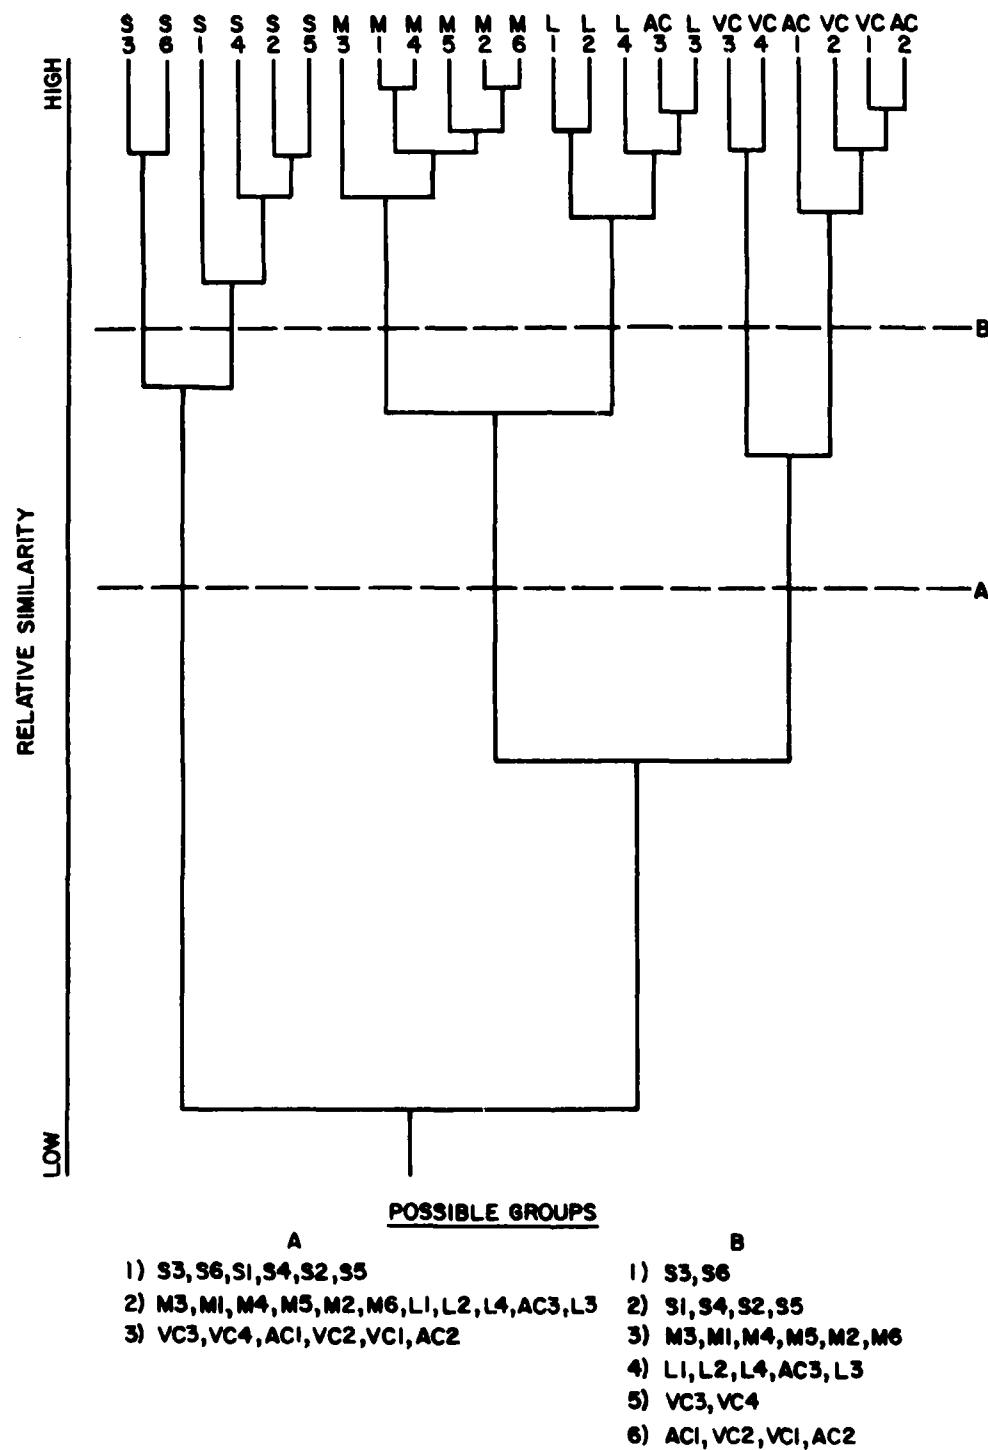 S S S S S S M M M M M M L L L AC L VC VC AC VC VC AC
3 6 1 4 2 5 3 1 4 5 2 6 1 2 4 3 3 3 4 1 2 1 2
HIGH
B
RELATIVE SIMILARITY
A
LOW
POSSIBLE GROUPS
A
1) S3, S6, S1, S4, S2, S5
2) M3, M1, M4, M5, M2, M6, L1, L2, L4, AC3, L3
3) VC3, VC4, AC1, VC2, VC1, AC2
B
1) S3, S6
2) S1, S4, S2, S5
3) M3, M1, M4, M5, M2, M6
4) L1, L2, L4, AC3, L3
5) VC3, VC4
6) AC1, VC2, VC1, AC2